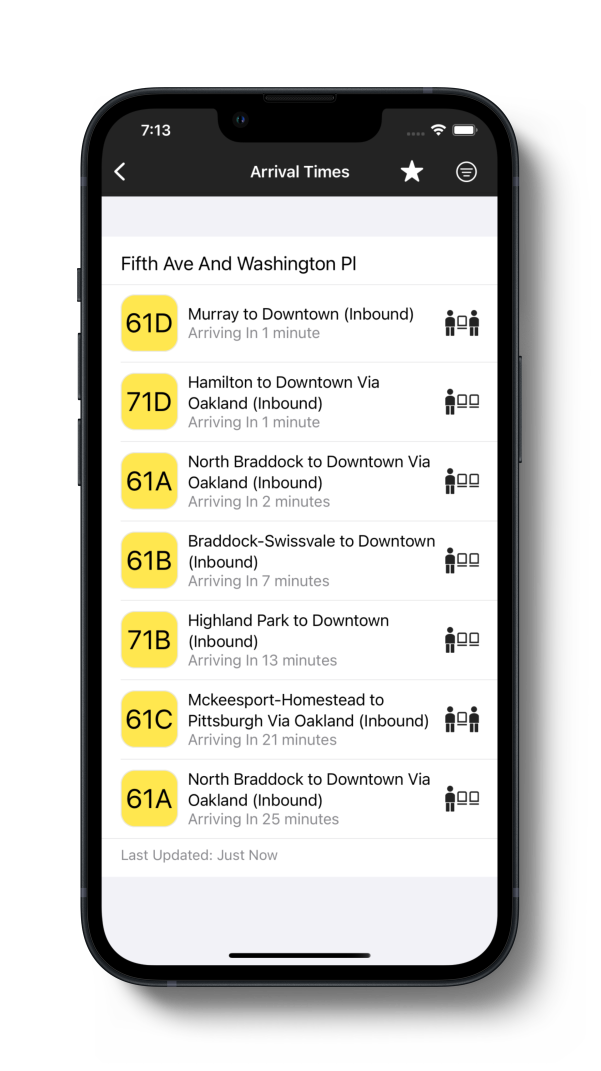 7:13
Arrival Times
Fifth Ave And Washington Pl
61D
Murray to Downtown (Inbound)
Arriving In 1 minute
71D
Hamilton to Downtown Via
Oakland (Inbound)
Arriving In 1 minute
61A
North Braddock to Downtown Via
Oakland (Inbound)
Arriving In 2 minutes
61B
Braddock-Swissvale to Downtown
(Inbound)
Arriving In 7 minutes
71B
Highland Park to Downtown
(Inbound)
Arriving In 13 minutes
61C
Mckeesport-Homestead to
Pittsburgh Via Oakland (Inbound)
Arriving In 21 minutes
61A
North Braddock to Downtown Via
Oakland (Inbound)
Arriving In 25 minutes
Last Updated: Just Now